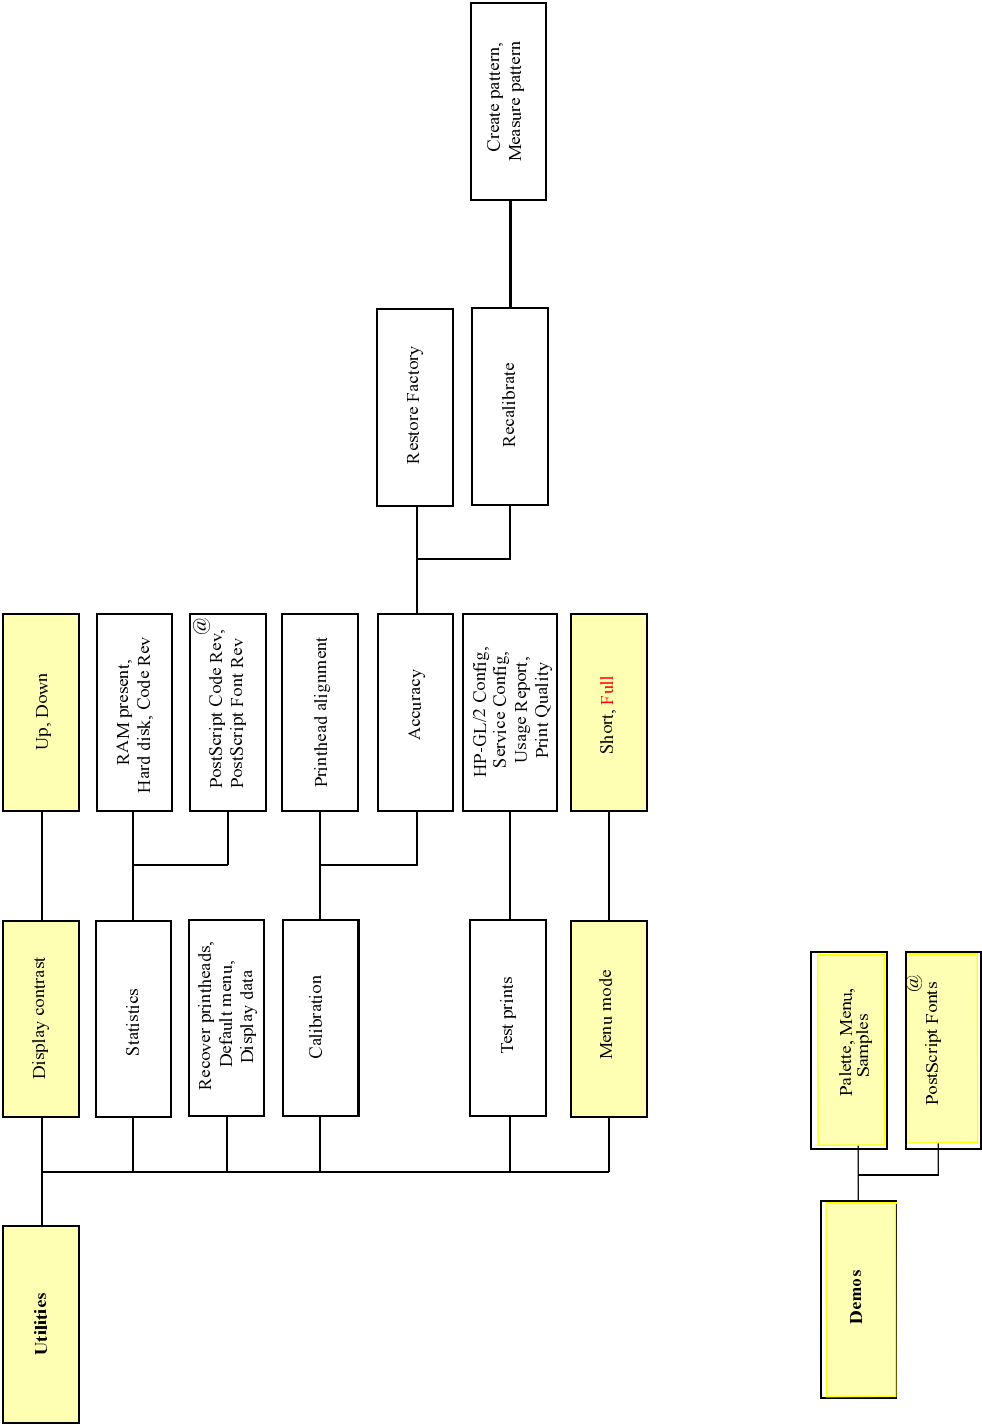 Utilities
Display contrast
Up, Down
Statistics
RAM present,
Hard disk, Code Rev
@
PostScript Code Rev,
PostScript Font Rev
Recover printheads,
Default menu,
Display data
Calibration
Printhead alignment
Accuracy
Restore Factory
Recalibrate
Create pattern,
Measure pattern
Test prints
HP-GL/2 Config,
Service Config,
Usage Report,
Print Quality
Menu mode
Short, Full
Demos
Palette, Menu,
Samples
@
PostScript Fonts